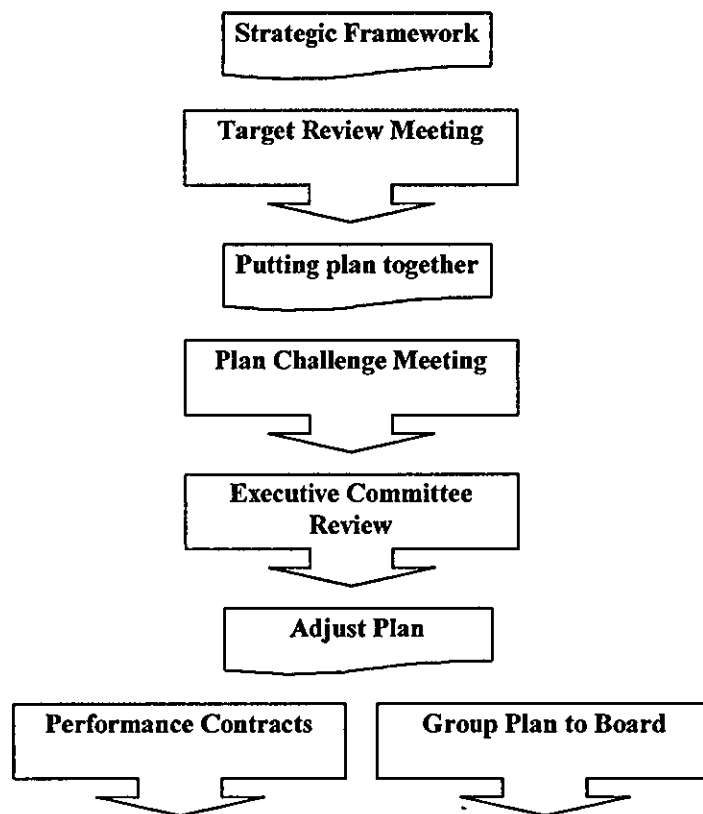 Strategic Framework
Target Review Meeting
Putting plan together
Plan Challenge Meeting
Executive Committee
Review
Adjust Plan
Performance Contracts
Group Plan to Board